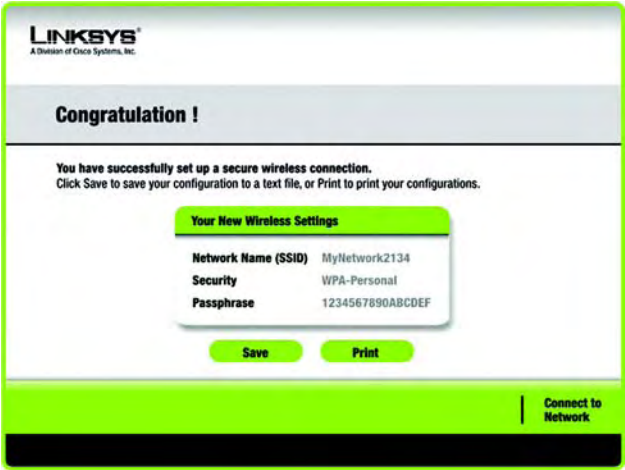 LINKSYS®
A Division of Cisco Systems, Inc.
Congratulation !
You have successfully set up a secure wireless connection.
Click Save to save your configuration to a text file, or Print to print your configurations.
Your New Wireless Settings
Network Name (SSID) MyNetwork2134
Security WPA-Personal
Passphrase 1234567890ABCDEF
Save Print
Connect to
Network